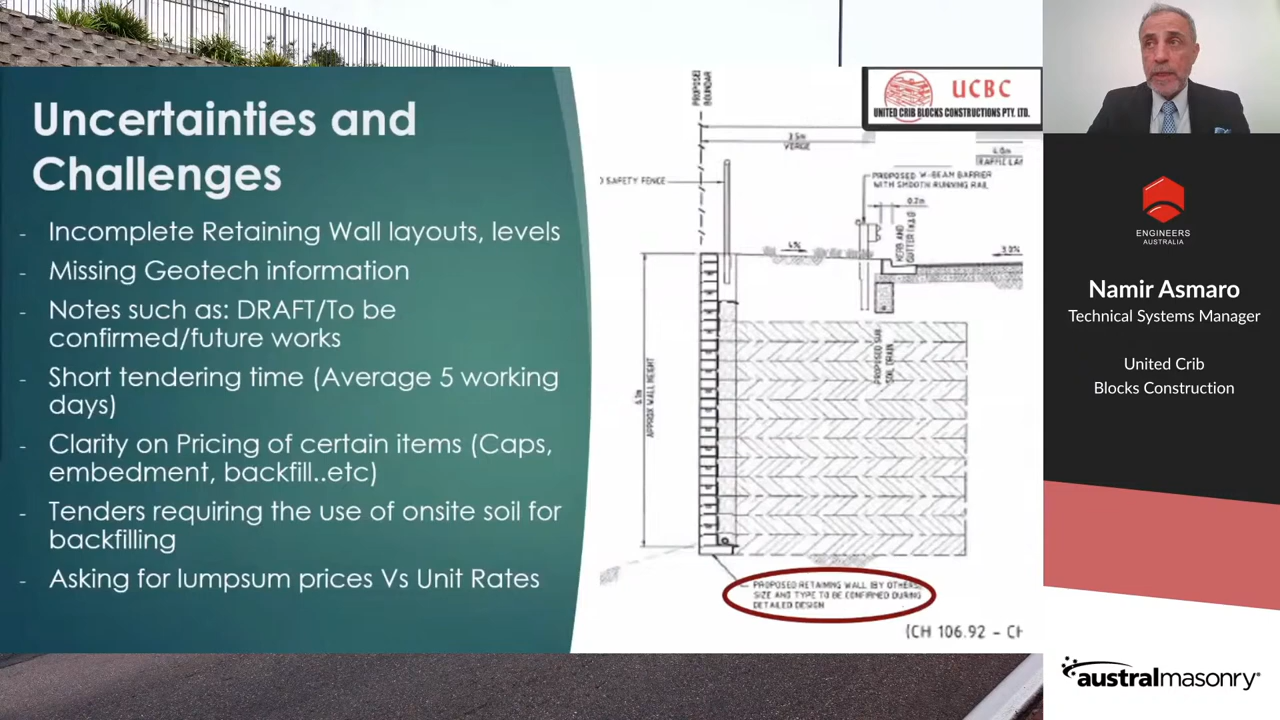 Uncertainties and
Challenges
- Incomplete Retaining Wall layouts, levels
- Missing Geotech information
- Notes such as: DRAFT/To be
confirmed/future works
- Short tendering time (Average 5 working
days)
- Clarity on Pricing of certain items (Caps,
embedment, backfill..etc)
- Tenders requiring the use of onsite soil for
backfilling
- Asking for lumpsum prices Vs Unit Rates
PROPOSED
BOUNDAR
UCBC
UNITED CRIB BLOCKS CONSTRUCTIONS PTY. LTD.
3.5m
VERGE
4.0m
TRAFFIC LA
D SAFETY FENCE
PROPOSED W-BEAM BARRIER
WITH SMOOTH RUNNING RAIL
0.2m
KERB AND
GUTTER
4%
3.0%
APPROX WALL HEIGHT
PROPOSED SUB
SOIL DRAIN
PROPOSED RETAINING WALL (BY OTHERS
SIZE AND TYPE TO BE CONFIRMED DURING
DETAILED DESIGN
(CH 106.92 - CH
ENGINEERS
AUSTRALIA
Namir Asmaro
Technical Systems Manager
United Crib
Blocks Construction
australmasonry®